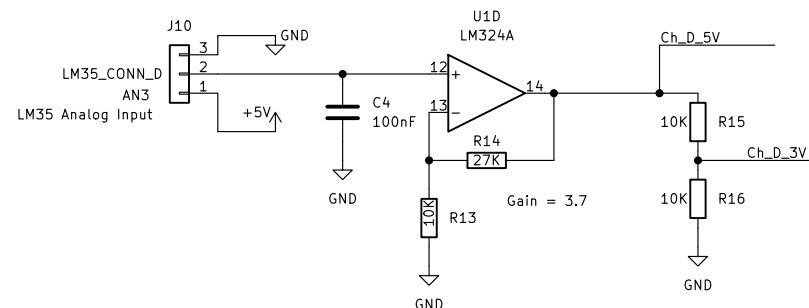 J10
3
GND
LM35_CONN_D
2
AN3
1
LM35 Analog Input
+5V
C4
100nF
GND
U1D
LM324A
12
+
13
−
14
R14
27K
10K
R13
GND
Gain = 3.7
Ch_D_5V
10K
R15
Ch_D_3V
10K
R16
GND